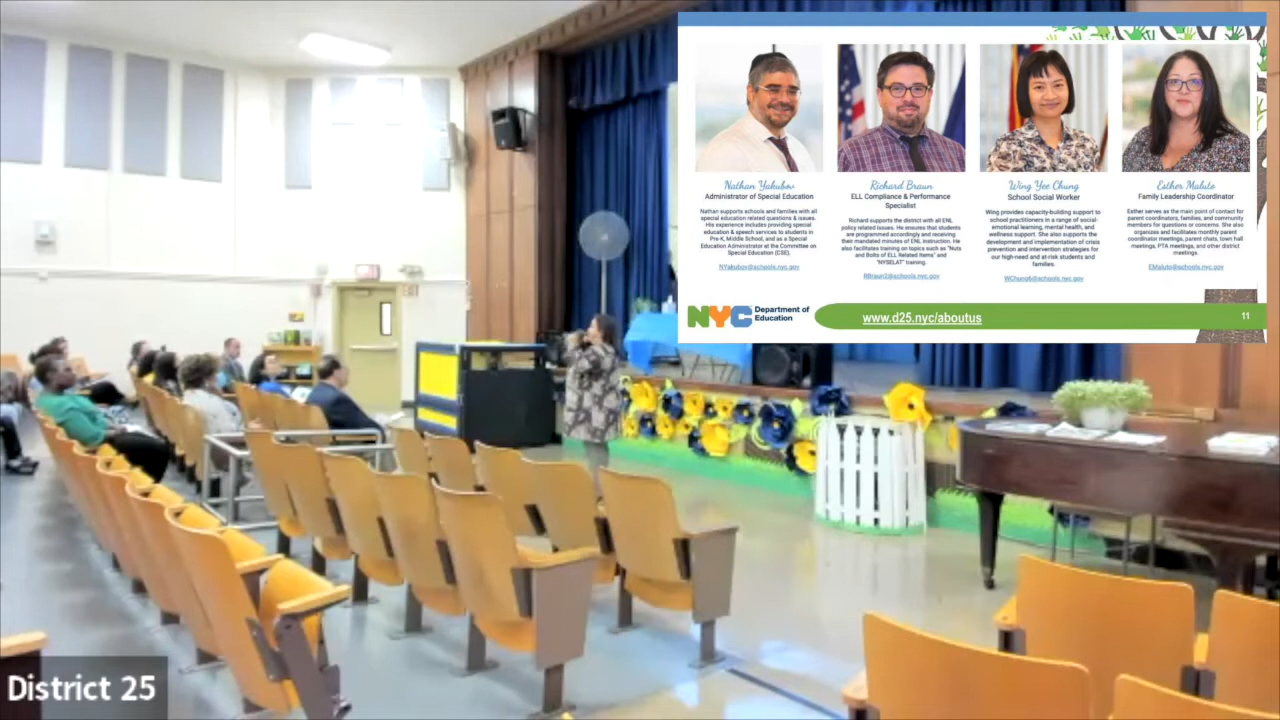 Nathan Yakubov
Administrator of Special Education
Nathan supports schools and families with all
special education related questions & issues.
His experience includes providing special
education & speech services to students in
Pre-K, Middle School, and as a Special
Education Administrator at the Committee on
Special Education (CSE).
NYakubov@schools.nyc.gov
Richard Braun
ELL Compliance & Performance
Specialist
Richard supports the district with all ENL
policy related issues. He ensures that students
are programmed accordingly and receiving
their mandated minutes of ENL instruction. He
also facilitates training on topics such as "Nuts
and Bolts of ELL Related Items" and
"NYSELAT" training.
RBraun2@schools.nyc.gov
Wing Yee Chung
School Social Worker
Wing provides capacity-building support to
school practitioners in a range of social-
emotional learning, mental health, and
wellness support. She also supports the
development and implementation of crisis
prevention and intervention strategies for
our high-need and at-risk students and
families.
WChung6@schools.nyc.gov
Esther Maluto
Family Leadership Coordinator
Esther serves as the main point of contact for
parent coordinators, families, and community
members for questions or concerns. She also
organizes and facilitates monthly parent
coordinator meetings, parent chats, town hall
meetings, PTA meetings, and other district
meetings.
EMaluto@schools.nyc.gov
NYC Department of
Education
www.d25.nyc/aboutus
11
District 25